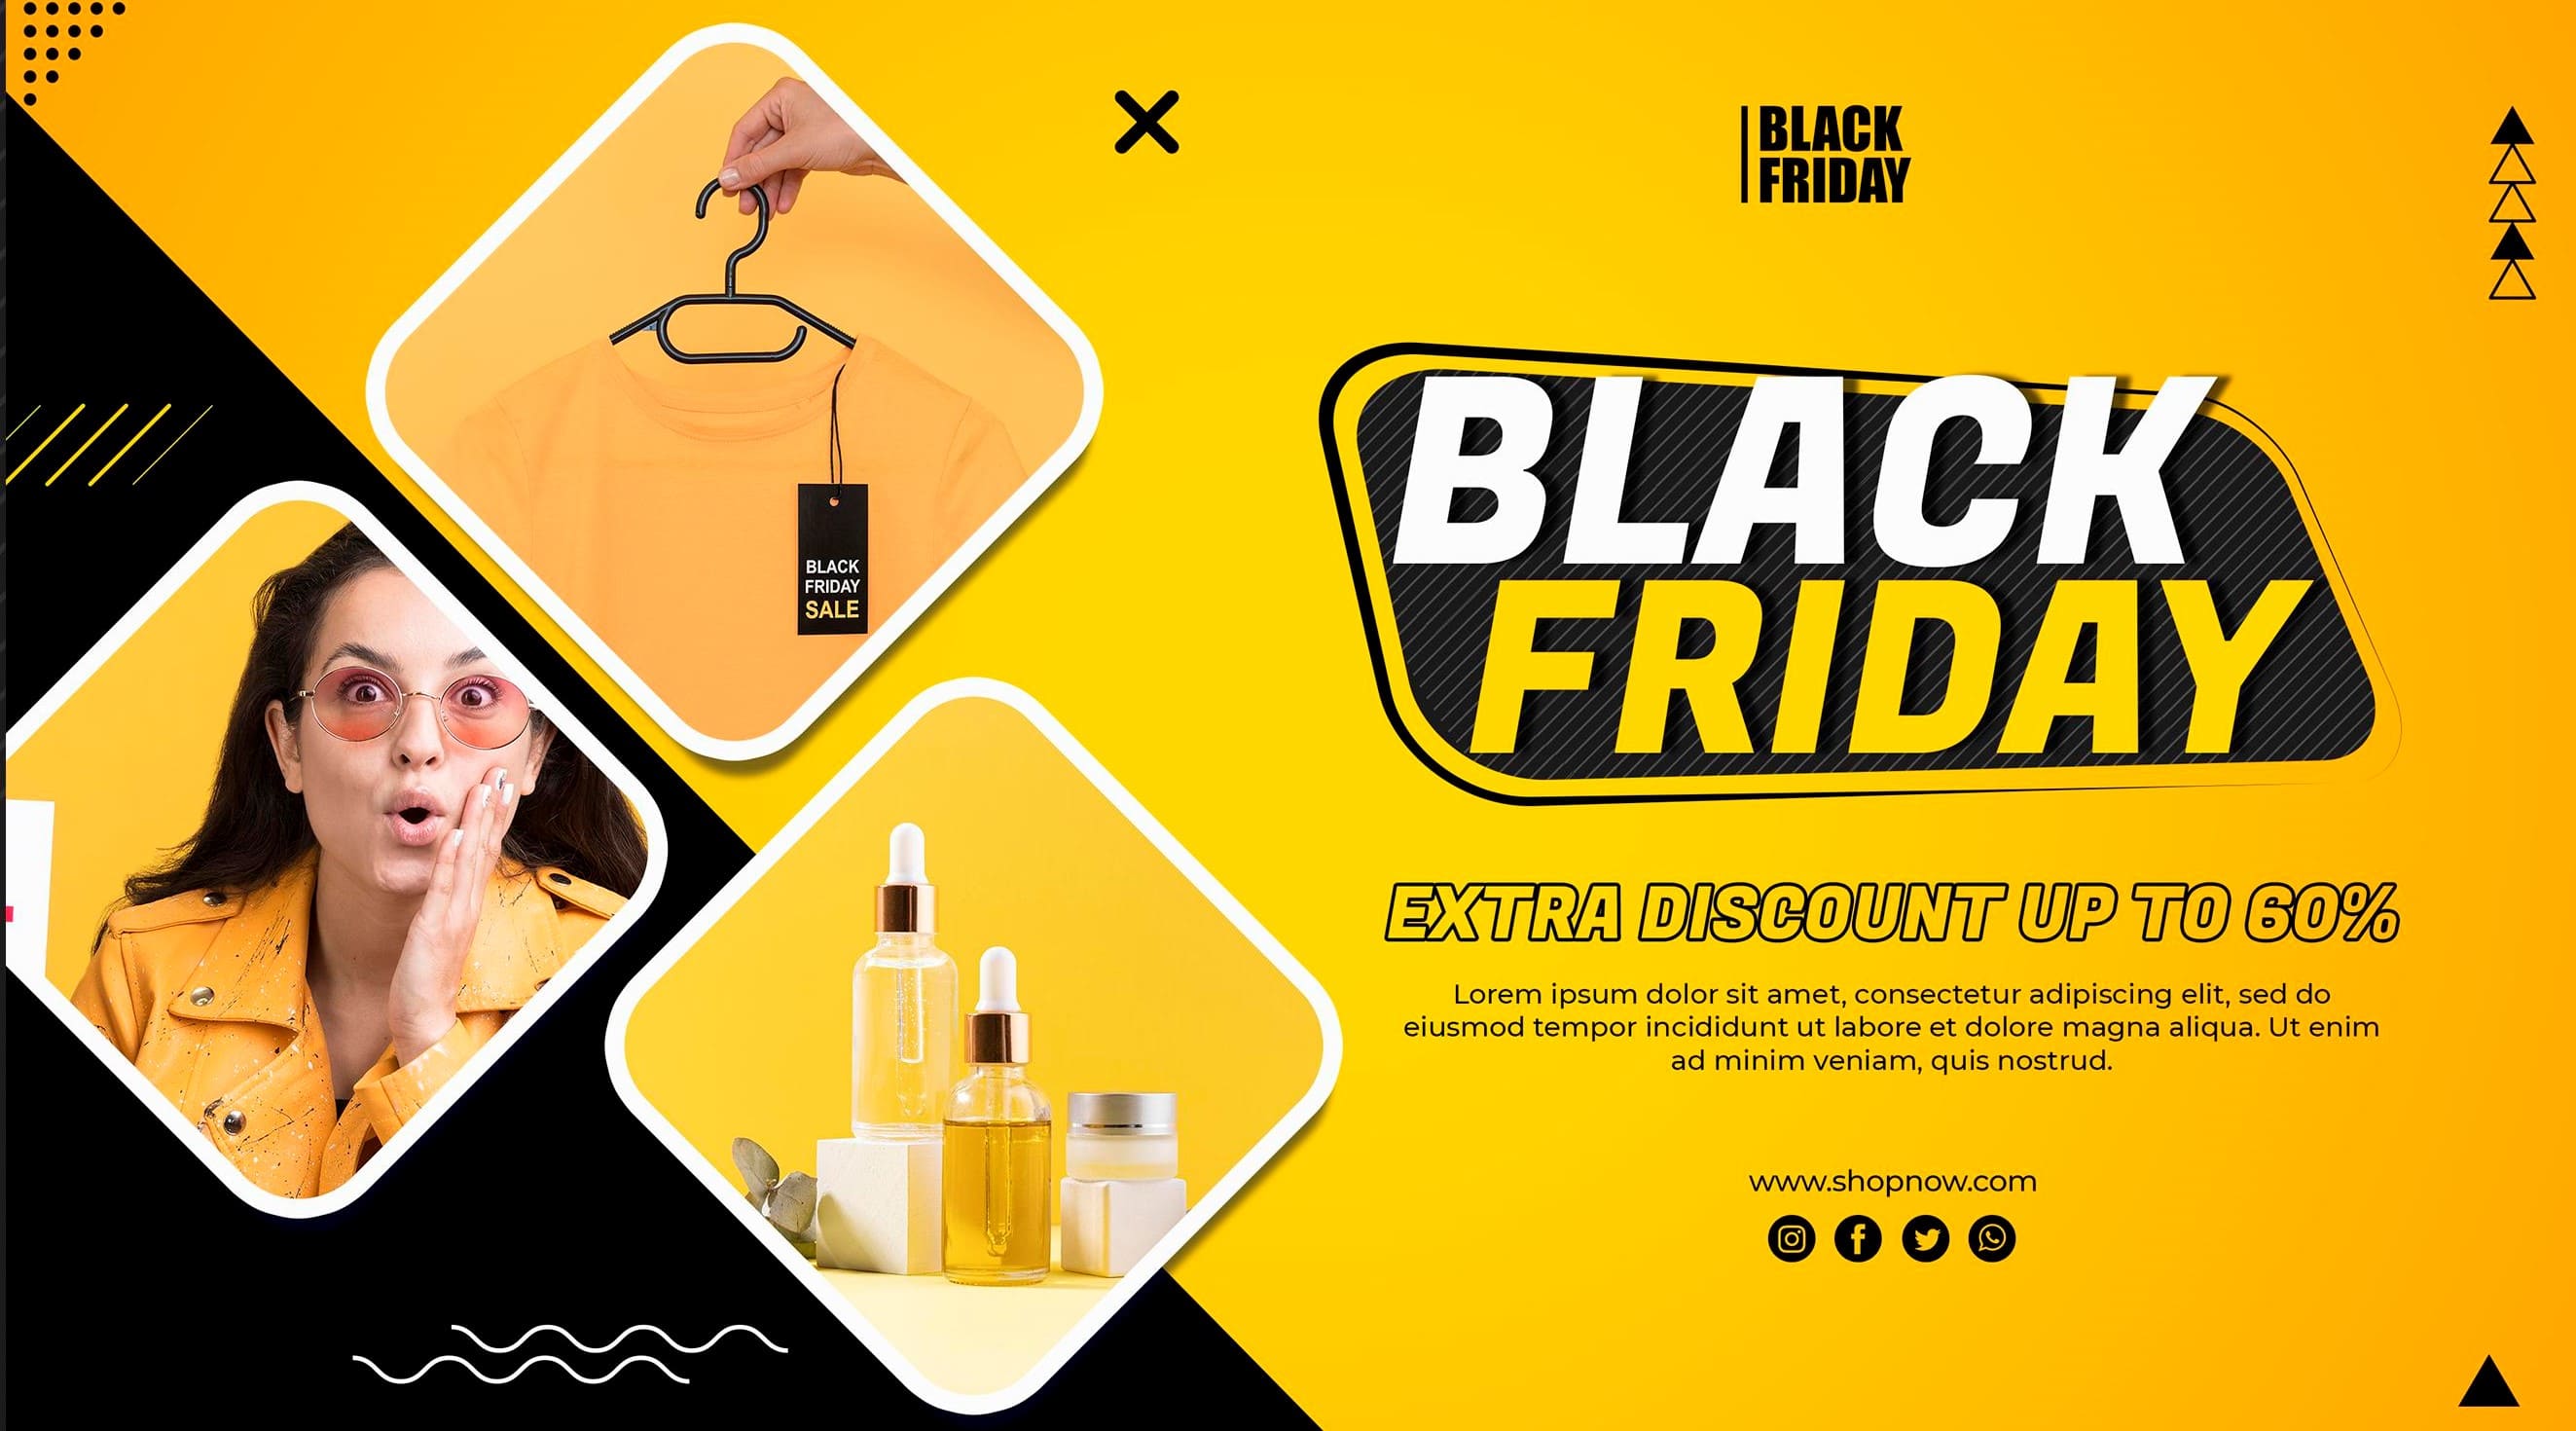 BLACK
FRIDAY
BLACK
FRIDAY
SALE
BLACK
FRIDAY
EXTRA DISCOUNT UP TO 60%
Lorem ipsum dolor sit amet, consectetur adipiscing elit, sed do
eiusmod tempor incididunt ut labore et dolore magna aliqua. Ut enim
ad minim veniam, quis nostrud.
www.shopnow.com